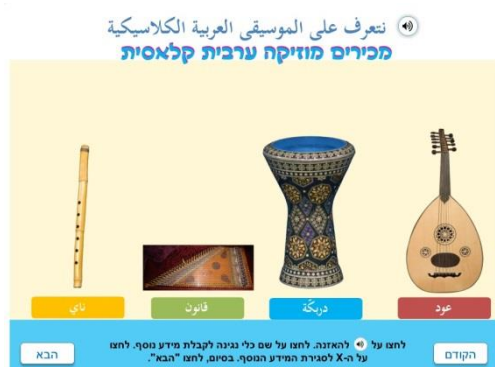 نتعرف على الموسيقى العربية الكلاسيكية
מכירים מוזיקה ערבית קלאסית
عود
دربكّة
قانون
ناي
לחצו על להאזנה. לחצו על שם כלי נגינה לקבלת מידע נוסף. לחצו
על ה-X לסגירת המידע הנוסף. בסיום, לחצו "הבא".
הקודם
הבא